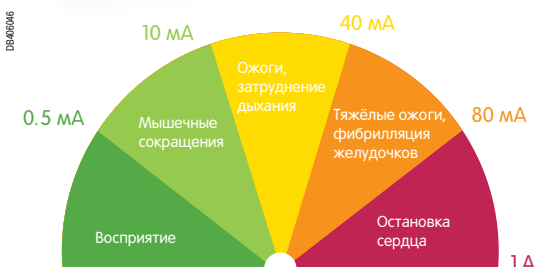 DB406046
0.5 мА
10 мА
40 мА
80 мА
1 А
Восприятие
Мышечные
сокращения
Ожоги,
затруднение
дыхания
Тяжёлые ожоги,
фибрилляция
желудочков
Остановка
сердца